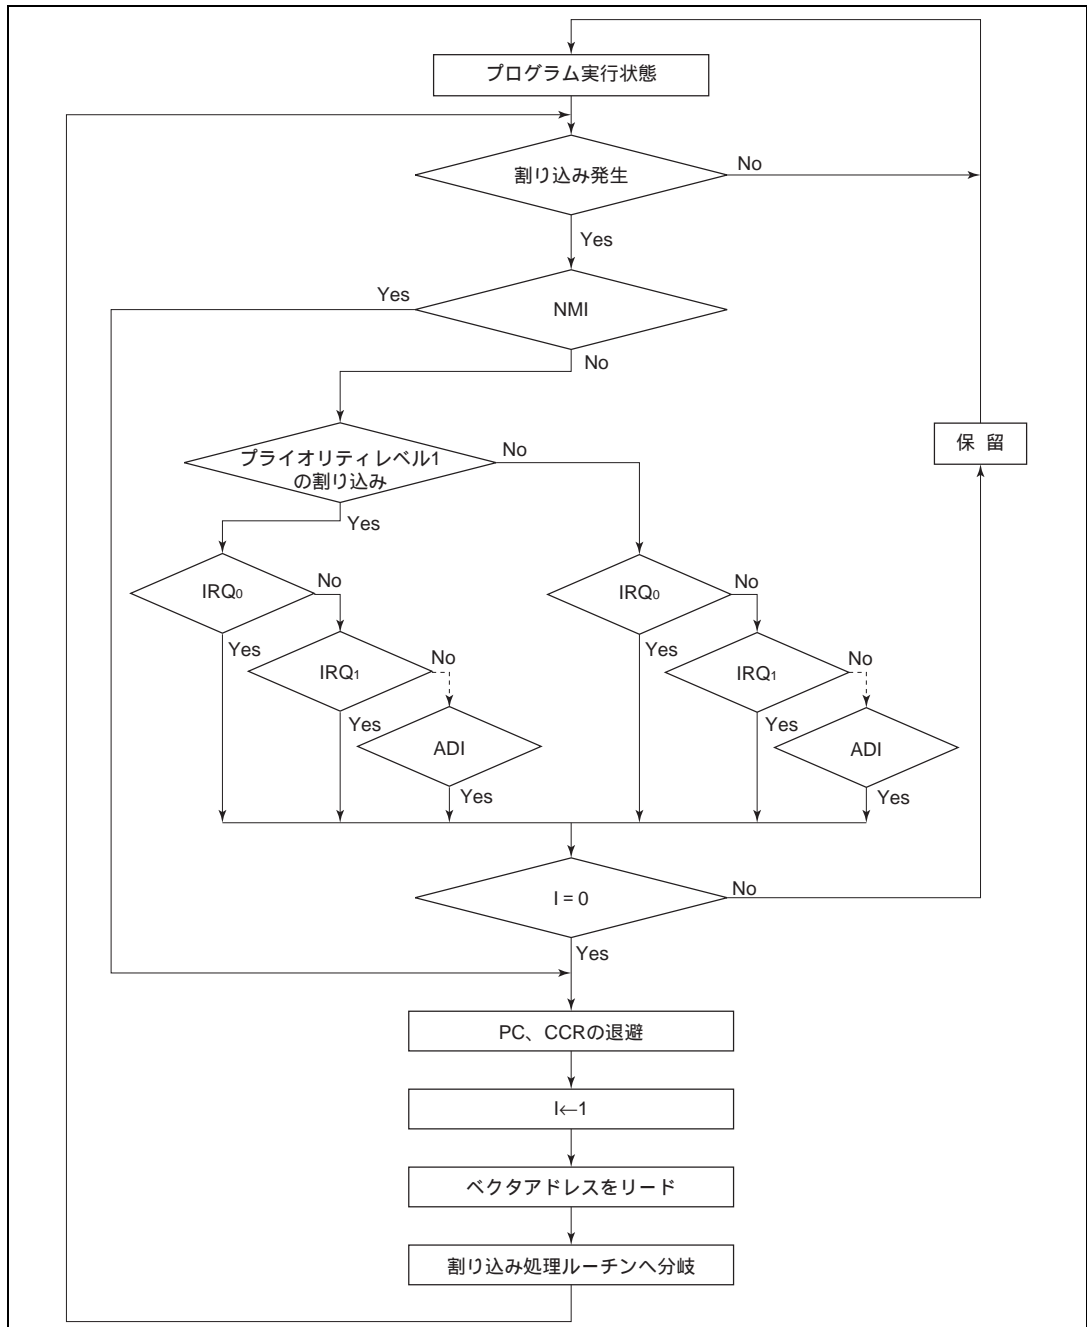 プログラム実行状態
割り込み発生
No
Yes
NMI
Yes
No
プライオリティレベル1
の割り込み
No
Yes
保 留
IRQ0
No
Yes
IRQ1
No
Yes
ADI
Yes
IRQ0
No
Yes
IRQ1
No
Yes
ADI
Yes
I = 0
No
Yes
PC、CCRの退避
I←1
ベクタアドレスをリード
割り込み処理ルーチンへ分岐